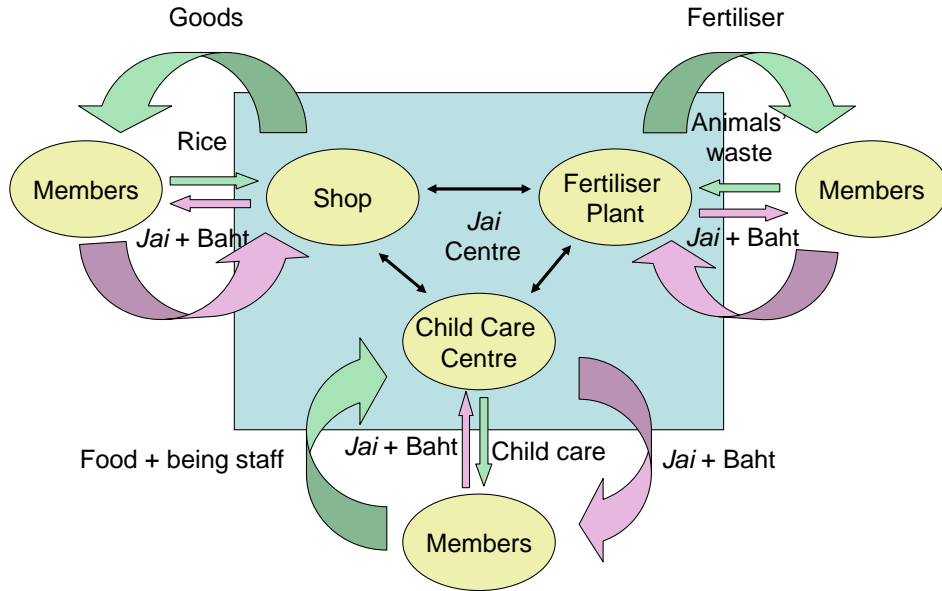 Goods
Fertiliser
Rice
Animals’
waste
Members
Shop
Fertiliser
Plant
Members
Jai + Baht
Jai
Centre
Jai + Baht
Child Care
Centre
Food + being staff
Jai + Baht
Child care
Jai + Baht
Members